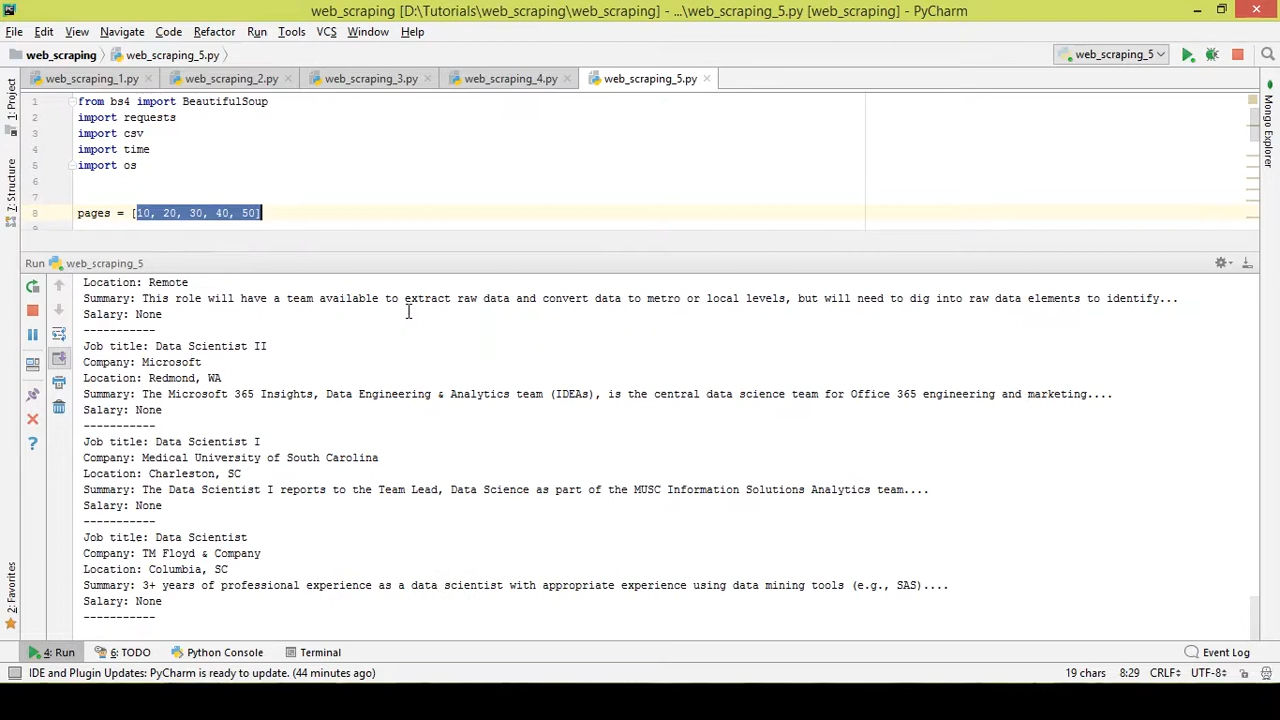 web_scraping [D:\Tutorials\web_scraping\web_scraping] - ...\web_scraping_5.py [web_scraping] - PyCharm
File Edit View Navigate Code Refactor Run Tools VCS Window Help
web_scraping web_scraping_5.py web_scraping_5
web_scraping_1.py web_scraping_2.py web_scraping_3.py web_scraping_4.py web_scraping_5.py
1: Project
7: Structure
2: Favorites
Mongo Explorer
1 from bs4 import BeautifulSoup
2 import requests
3 import csv
4 import time
5 import os
6
7
8 pages = [10, 20, 30, 40, 50]
Run web_scraping_5
Location: Remote
Summary: This role will have a team available to extract raw data and convert data to metro or local levels, but will need to dig into raw data elements to identify...
Salary: None
-----------
Job title: Data Scientist II
Company: Microsoft
Location: Redmond, WA
Summary: The Microsoft 365 Insights, Data Engineering & Analytics team (IDEAs), is the central data science team for Office 365 engineering and marketing....
Salary: None
-----------
Job title: Data Scientist I
Company: Medical University of South Carolina
Location: Charleston, SC
Summary: The Data Scientist I reports to the Team Lead, Data Science as part of the MUSC Information Solutions Analytics team....
Salary: None
-----------
Job title: Data Scientist
Company: TM Floyd & Company
Location: Columbia, SC
Summary: 3+ years of professional experience as a data scientist with appropriate experience using data mining tools (e.g., SAS)....
Salary: None
-----------
4: Run 6: TODO Python Console Terminal Event Log
IDE and Plugin Updates: PyCharm is ready to update. (44 minutes ago) 19 chars 8:29 CRLF UTF-8